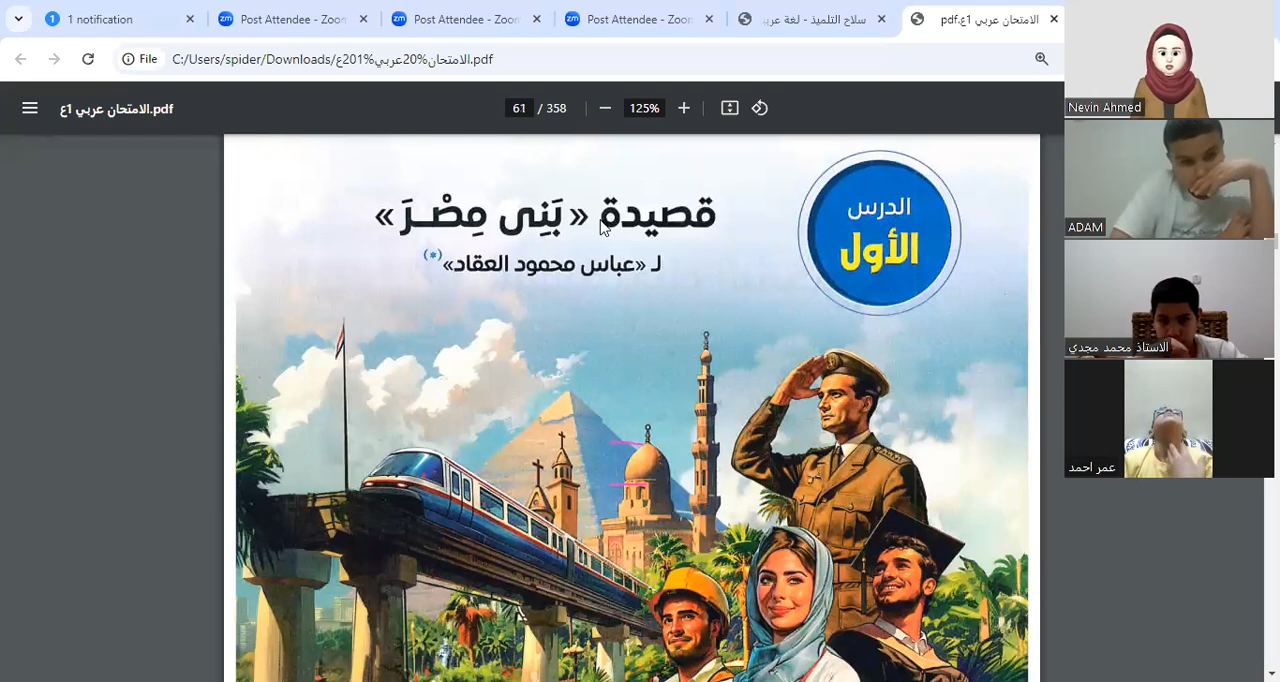 1 notification
Post Attendee - Zoom
Post Attendee - Zoom
Post Attendee - Zoom
سلاح التلميذ - لغة عربي
الامتحان عربي 1ع.pdf
File
C:/Users/spider/Downloads/الامتحان%20عربي%201ع.pdf
الامتحان عربي 1ع.pdf
61 / 358
125%
الدرس
الأول
قصيدة «بَنِى مِصْرَ»
لـ «عباس محمود العقاد» (*)
Nevin Ahmed
ADAM
الاستاذ محمد مجدي
عمر احمد